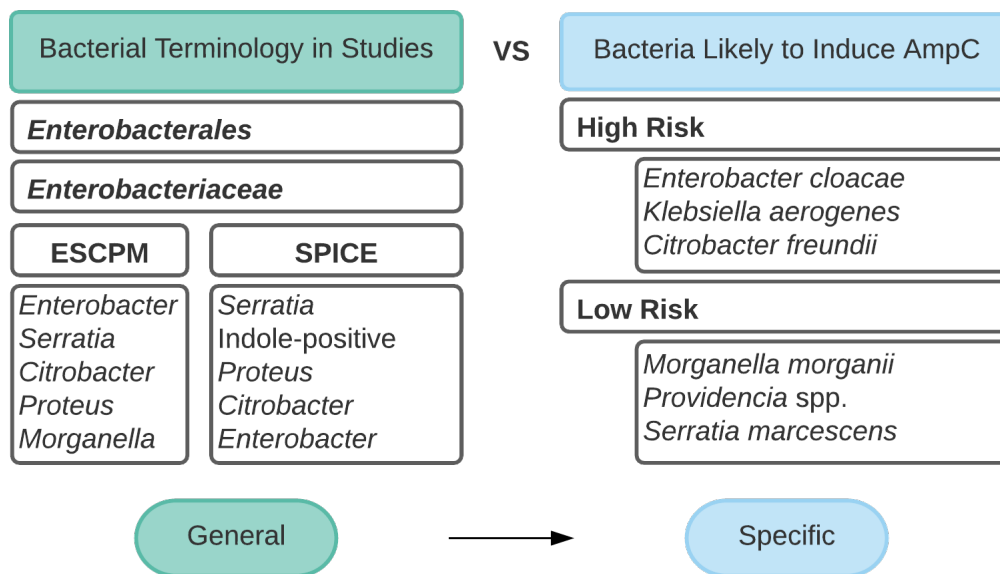 Bacterial Terminology in Studies
VS
Bacteria Likely to Induce AmpC
Enterobacterales
Enterobacteriaceae
ESCPM
SPICE
Enterobacter
Serratia
Citrobacter
Proteus
Morganella
Serratia
Indole-positive
Proteus
Citrobacter
Enterobacter
High Risk
Enterobacter cloacae
Klebsiella aerogenes
Citrobacter freundii
Low Risk
Morganella morganii
Providencia spp.
Serratia marcescens
General
Specific